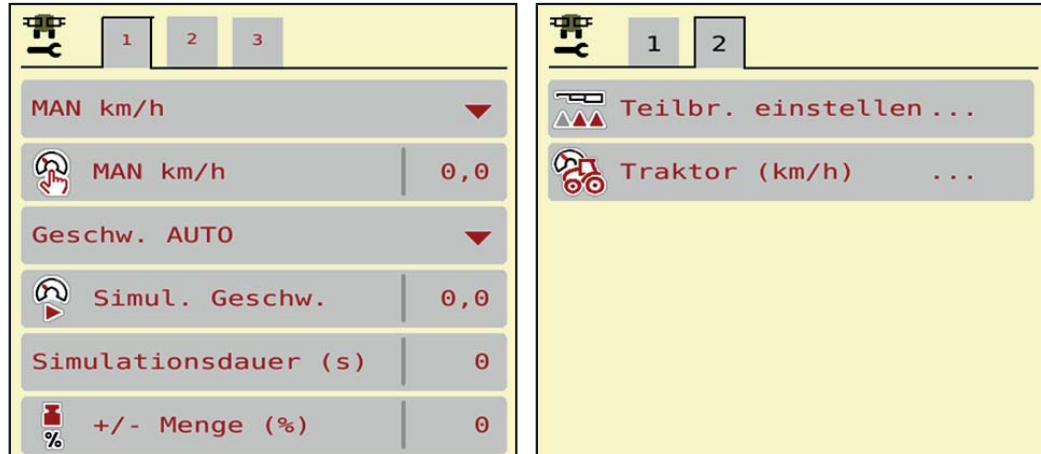 1 2 3
MAN km/h
MAN km/h 0,0
Geschw. AUTO
Simul. Geschw. 0,0
Simulationsdauer (s) 0
% +/- Menge (%) 0
1 2
Teilbr. einstellen...
Traktor (km/h) ...